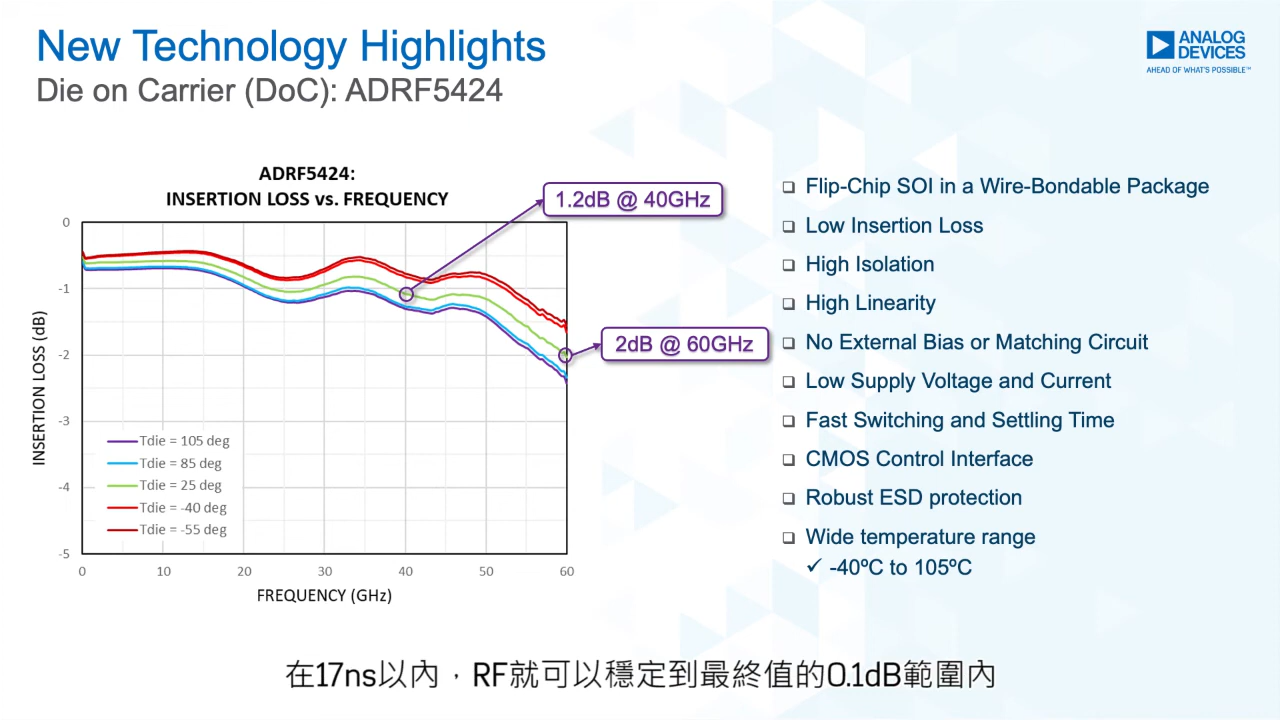 New Technology Highlights
Die on Carrier (DoC): ADRF5424
ANALOG
DEVICES
AHEAD OF WHAT'S POSSIBLE™
ADRF5424:
INSERTION LOSS vs. FREQUENCY
1.2dB @ 40GHz
2dB @ 60GHz
INSERTION LOSS (dB)
0
-1
-2
-3
-4
-5
Tdie = 105 deg
Tdie = 85 deg
Tdie = 25 deg
Tdie = -40 deg
Tdie = -55 deg
0 10 20 30 40 50 60
FREQUENCY (GHz)
❑ Flip-Chip SOI in a Wire-Bondable Package
❑ Low Insertion Loss
❑ High Isolation
❑ High Linearity
❑ No External Bias or Matching Circuit
❑ Low Supply Voltage and Current
❑ Fast Switching and Settling Time
❑ CMOS Control Interface
❑ Robust ESD protection
❑ Wide temperature range
✓ -40ºC to 105ºC
在17ns以內，RF就可以穩定到最終值的0.1dB範圍內